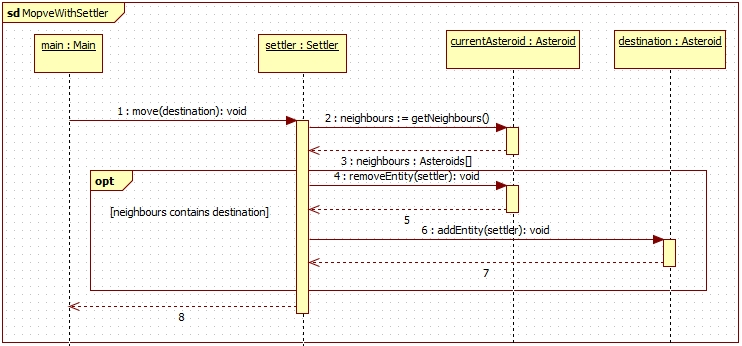 sd MopveWithSettler
main : Main
settler : Settler
currentAsteroid : Asteroid
destination : Asteroid
1 : move(destination): void
2 : neighbours := getNeighbours()
3 : neighbours : Asteroids[]
opt
4 : removeEntity(settler): void
[neighbours contains destination]
5
6 : addEntity(settler): void
7
8